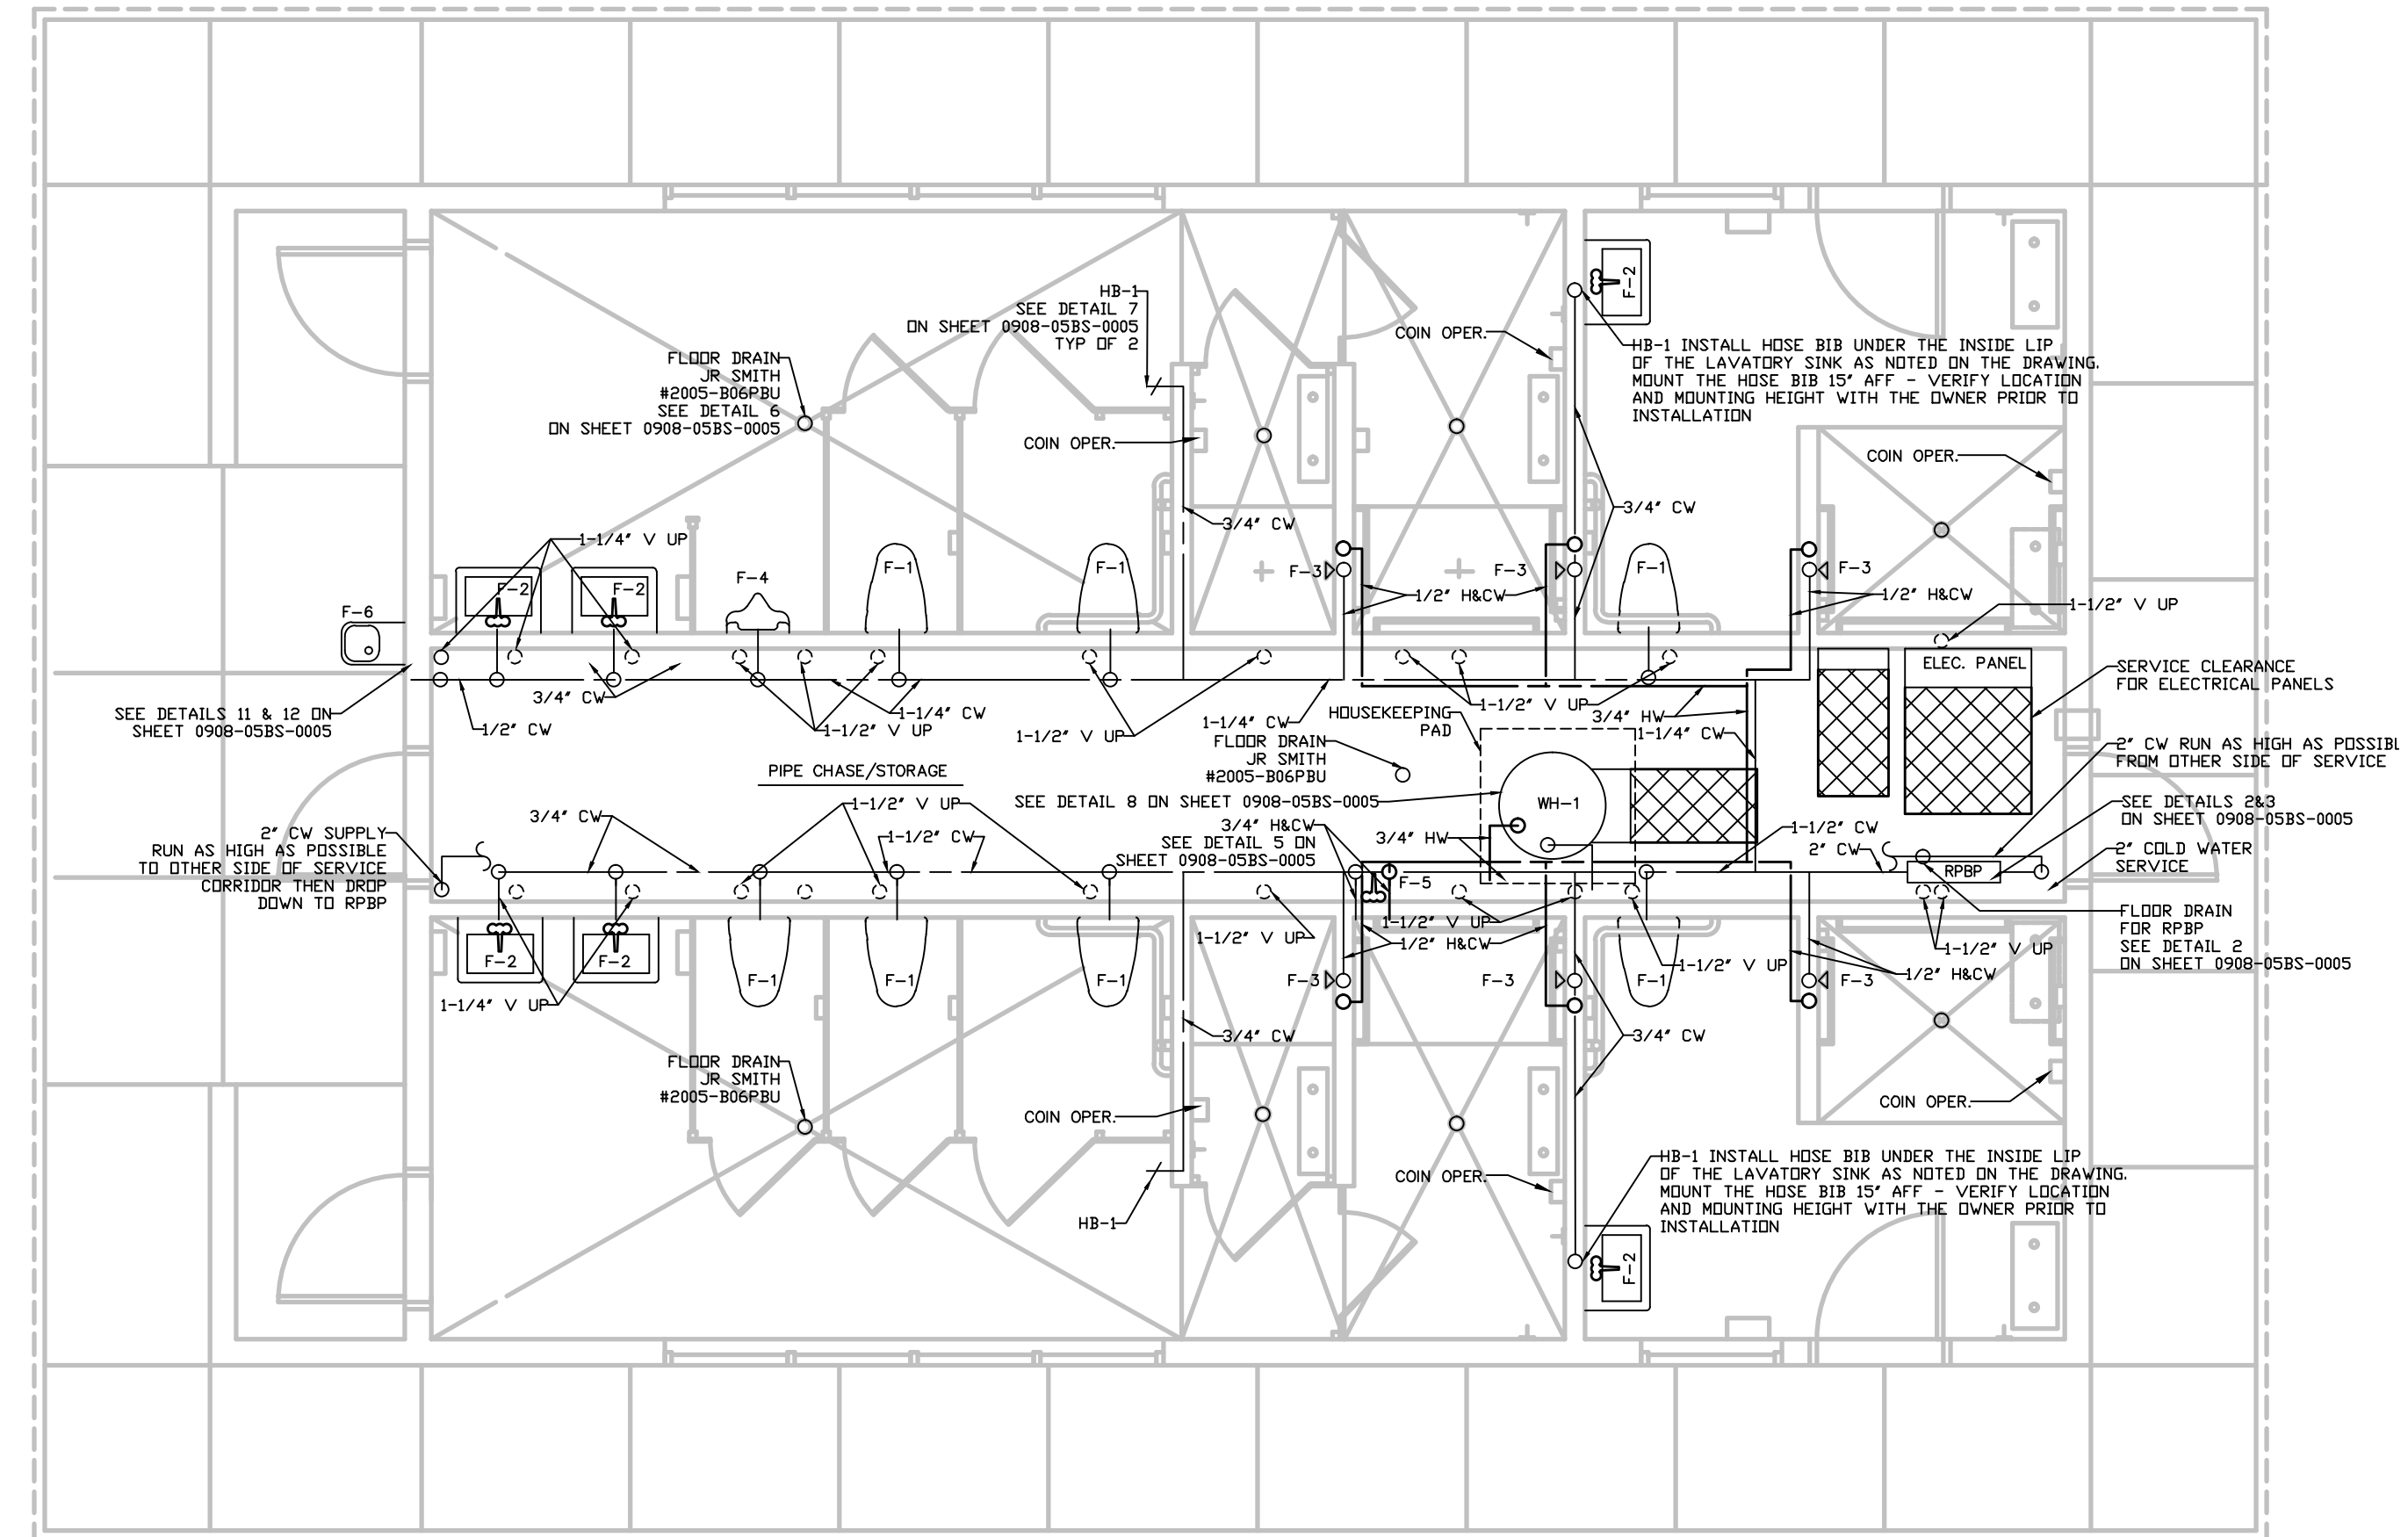 HB-1
SEE DETAIL 7
ON SHEET 0908-05BS-0005
TYP OF 2
FLOOR DRAIN
JR SMITH
#2005-B06PBU
SEE DETAIL 6
ON SHEET 0908-05BS-0005
COIN OPER.
COIN OPER.
F-2
HB-1 INSTALL HOSE BIB UNDER THE INSIDE LIP
OF THE LAVATORY SINK AS NOTED ON THE DRAWING.
MOUNT THE HOSE BIB 15" AFF - VERIFY LOCATION
AND MOUNTING HEIGHT WITH THE OWNER PRIOR TO
INSTALLATION
COIN OPER.
3/4" CW
3/4" CW
1-1/4" V UP
F-6
F-2
F-2
F-4
F-1
F-1
F-3
F-3
F-1
F-3
1/2" H&CW
1/2" H&CW
1-1/2" V UP
ELEC. PANEL
SERVICE CLEARANCE
FOR ELECTRICAL PANELS
SEE DETAILS 11 & 12 ON
SHEET 0908-05BS-0005
1/2" CW
3/4" CW
1-1/2" V UP
1-1/4" CW
1-1/2" V UP
1-1/4" CW
HOUSEKEEPING
PAD
1-1/2" V UP
3/4" HW
1-1/4" CW
FLOOR DRAIN
JR SMITH
#2005-B06PBU
2" CW RUN AS HIGH AS POSSIBL
FROM OTHER SIDE OF SERVICE
PIPE CHASE/STORAGE
SEE DETAIL 8 ON SHEET 0908-05BS-0005
WH-1
2" CW SUPPLY
RUN AS HIGH AS POSSIBLE
TO OTHER SIDE OF SERVICE
CORRIDOR THEN DROP
DOWN TO RPBP
3/4" CW
1-1/2" V UP
1-1/2" CW
3/4" H&CW
SEE DETAIL 5 ON
SHEET 0908-05BS-0005
3/4" HW
1-1/2" CW
2" CW
RPBP
SEE DETAILS 2&3
ON SHEET 0908-05BS-0005
2" COLD WATER
SERVICE
F-5
1-1/2" V UP
1-1/2" V UP
1/2" H&CW
1-1/2" V UP
1-1/2" V UP
1/2" H&CW
FLOOR DRAIN
FOR RPBP
SEE DETAIL 2
ON SHEET 0908-05BS-0005
F-2
F-2
F-1
F-1
F-1
F-3
F-3
F-1
F-3
1-1/4" V UP
3/4" CW
3/4" CW
FLOOR DRAIN
JR SMITH
#2005-B06PBU
COIN OPER.
COIN OPER.
COIN OPER.
HB-1
HB-1 INSTALL HOSE BIB UNDER THE INSIDE LIP
OF THE LAVATORY SINK AS NOTED ON THE DRAWING.
MOUNT THE HOSE BIB 15" AFF - VERIFY LOCATION
AND MOUNTING HEIGHT WITH THE OWNER PRIOR TO
INSTALLATION
F-2